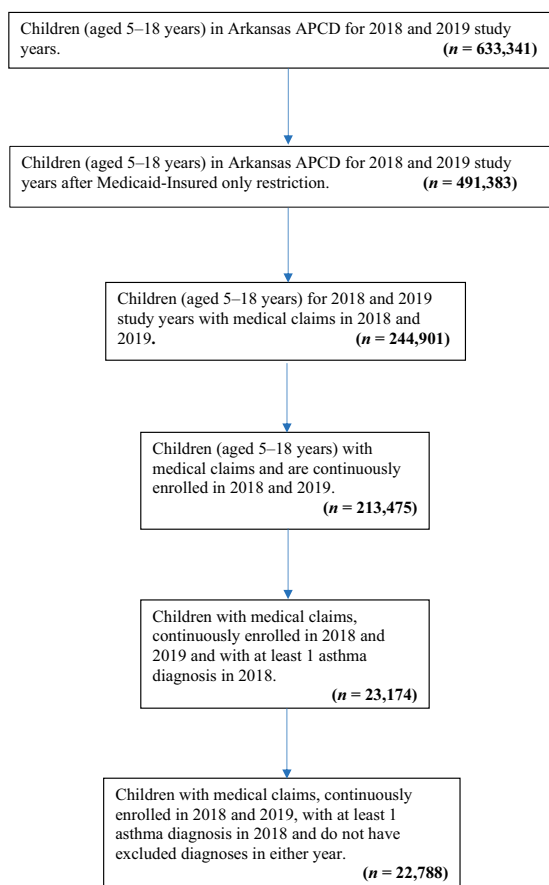 Children (aged 5–18 years) in Arkansas APCD for 2018 and 2019 study
years. (n = 633,341)
Children (aged 5–18 years) in Arkansas APCD for 2018 and 2019 study
years after Medicaid-Insured only restriction. (n = 491,383)
Children (aged 5–18 years) for 2018 and 2019
study years with medical claims in 2018 and
2019. (n = 244,901)
Children (aged 5–18 years) with
medical claims and are continuously
enrolled in 2018 and 2019.
(n = 213,475)
Children with medical claims,
continuously enrolled in 2018 and
2019 and with at least 1 asthma
diagnosis in 2018.
(n = 23,174)
Children with medical claims, continuously
enrolled in 2018 and 2019, with at least 1
asthma diagnosis in 2018 and do not have
excluded diagnoses in either year.
(n = 22,788)